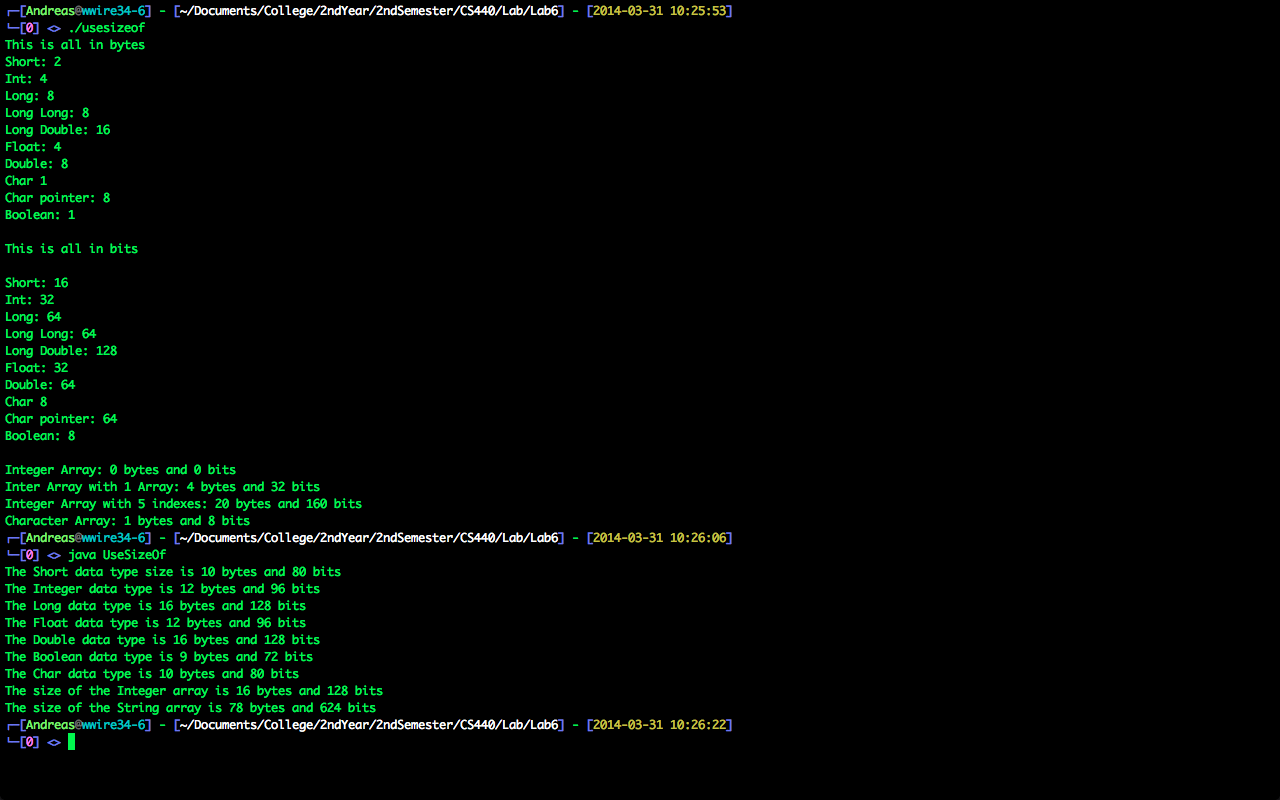 ┌─[Andreas@wwire34-6] - [~/Documents/College/2ndYear/2ndSemester/CS440/Lab/Lab6] - [2014-03-31 10:25:53]
└─[0] <> ./usesizeof
This is all in bytes
Short: 2
Int: 4
Long: 8
Long Long: 8
Long Double: 16
Float: 4
Double: 8
Char 1
Char pointer: 8
Boolean: 1

This is all in bits

Short: 16
Int: 32
Long: 64
Long Long: 64
Long Double: 128
Float: 32
Double: 64
Char 8
Char pointer: 64
Boolean: 8

Integer Array: 0 bytes and 0 bits
Inter Array with 1 Array: 4 bytes and 32 bits
Integer Array with 5 indexes: 20 bytes and 160 bits
Character Array: 1 bytes and 8 bits
┌─[Andreas@wwire34-6] - [~/Documents/College/2ndYear/2ndSemester/CS440/Lab/Lab6] - [2014-03-31 10:26:06]
└─[0] <> java UseSizeOf
The Short data type size is 10 bytes and 80 bits
The Integer data type is 12 bytes and 96 bits
The Long data type is 16 bytes and 128 bits
The Float data type is 12 bytes and 96 bits
The Double data type is 16 bytes and 128 bits
The Boolean data type is 9 bytes and 72 bits
The Char data type is 10 bytes and 80 bits
The size of the Integer array is 16 bytes and 128 bits
The size of the String array is 78 bytes and 624 bits
┌─[Andreas@wwire34-6] - [~/Documents/College/2ndYear/2ndSemester/CS440/Lab/Lab6] - [2014-03-31 10:26:22]
└─[0] <>